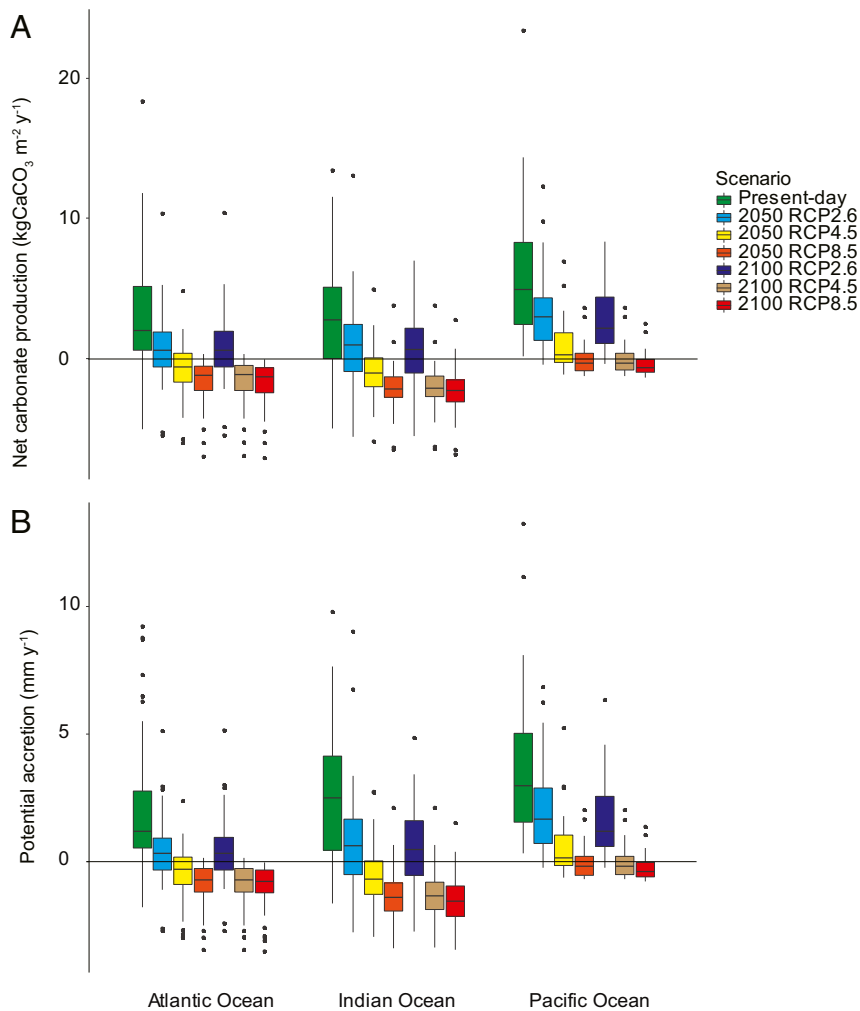 A
Net carbonate production (kgCaCO₃ m⁻² y⁻¹)
20
10
0
Scenario
Present-day
2050 RCP2.6
2050 RCP4.5
2050 RCP8.5
2100 RCP2.6
2100 RCP4.5
2100 RCP8.5
B
Potential accretion (mm y⁻¹)
10
5
0
Atlantic Ocean
Indian Ocean
Pacific Ocean